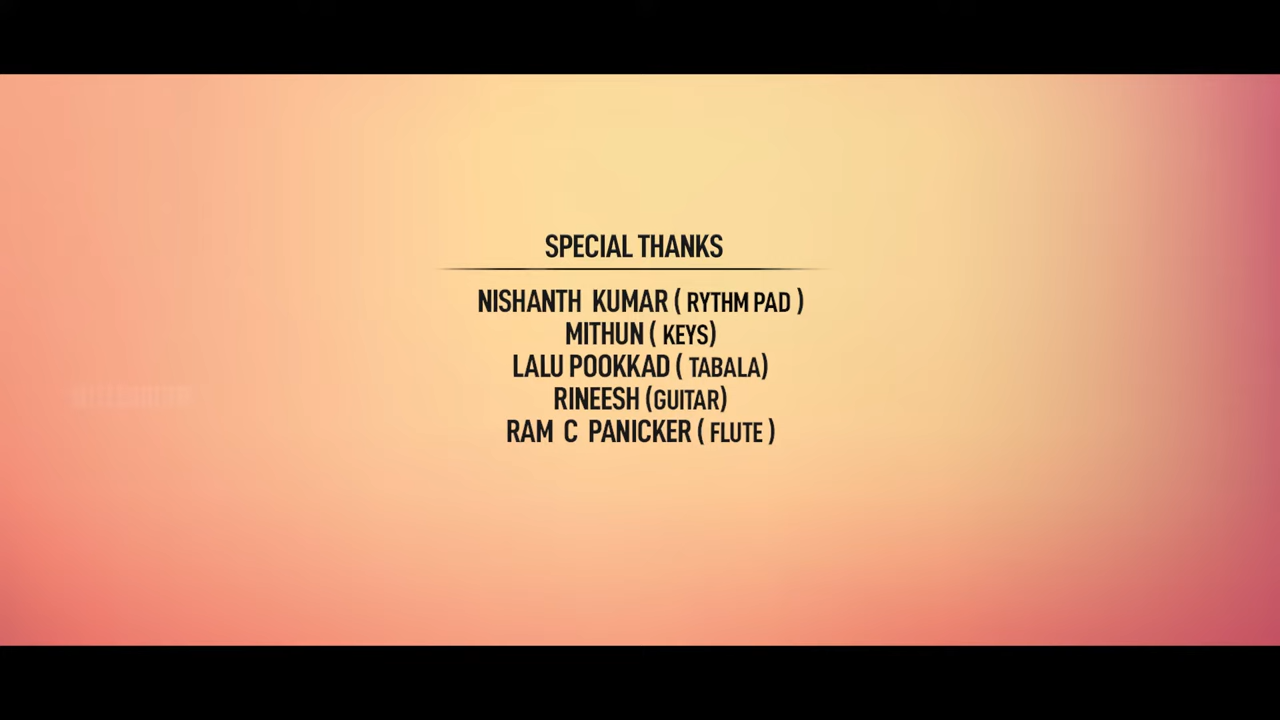 SPECIAL THANKS
NISHANTH KUMAR ( RYTHM PAD )
MITHUN ( KEYS)
LALU POOKKAD ( TABALA)
RINEESH (GUITAR)
RAM C PANICKER ( FLUTE )